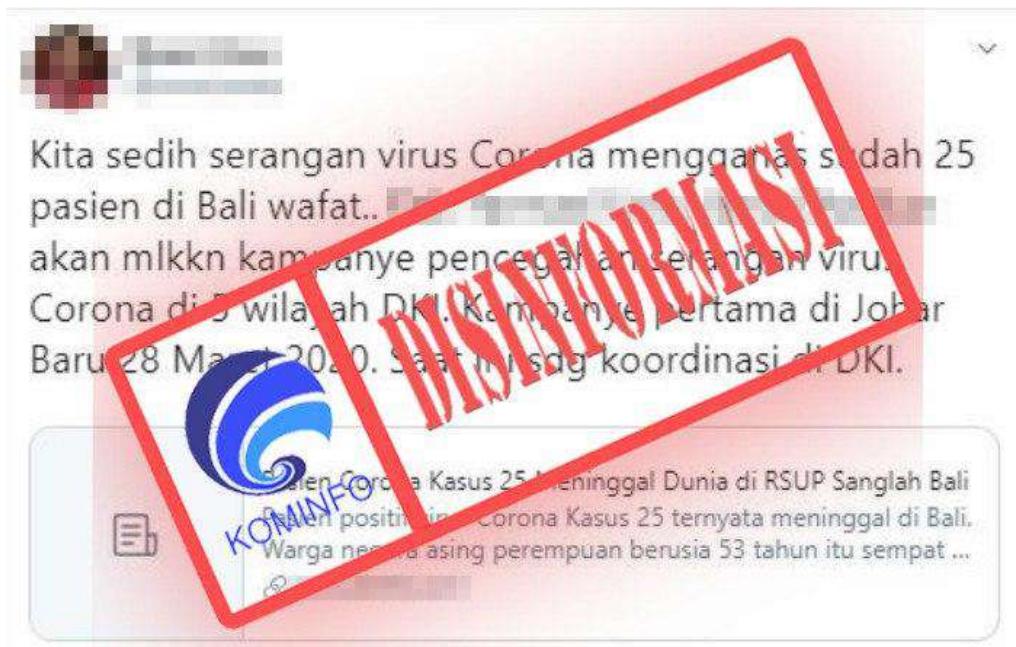 Kita sedih serangan virus Corona mengganas sudah 25
pasien di Bali wafat..
akan mlkkn kampanye pencegahan serangan virus
Corona di 5 wilayah DKI. Kampanye pertama di Johar
Baru 28 Maret 2020. Saat ini sdg koordinasi di DKI.
DISINFORMASI
KOMINFO
Pasien Corona Kasus 25 Meninggal Dunia di RSUP Sanglah Bali
Pasien positif Corona Kasus 25 ternyata meninggal di Bali.
Warga negara asing perempuan berusia 53 tahun itu sempat ...